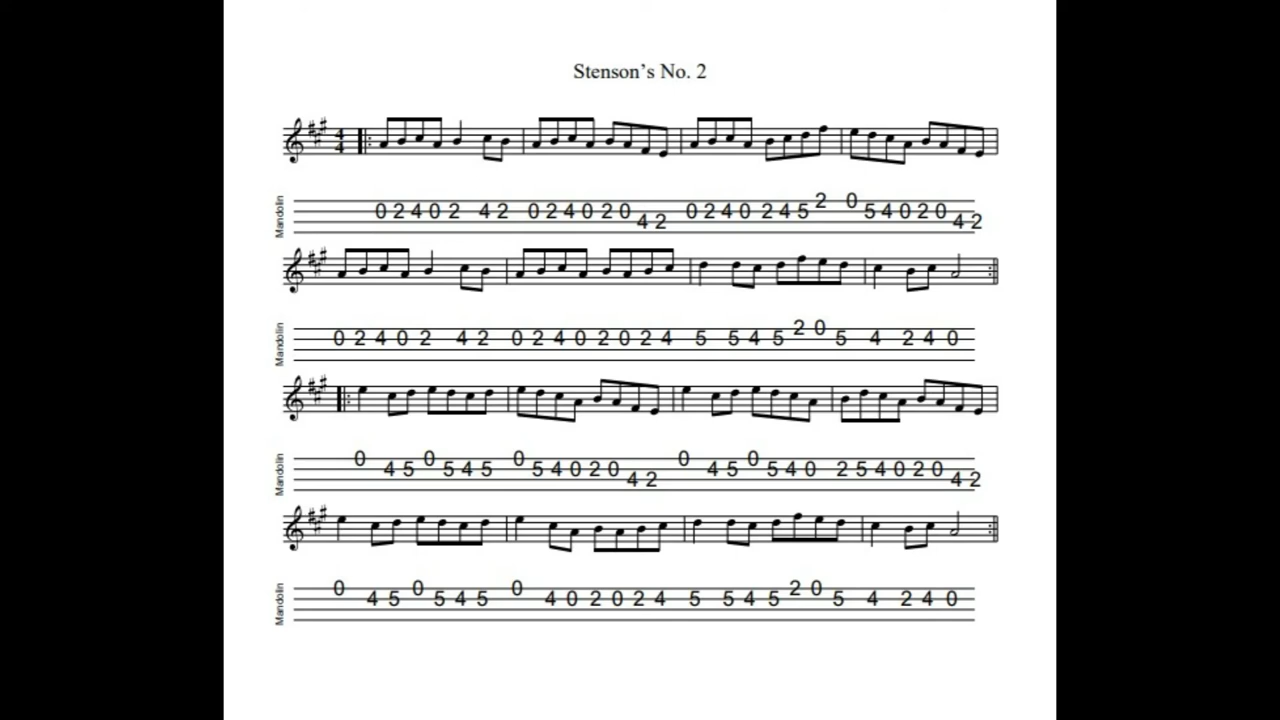 Stenson's No. 2
4
4
Mandolin
0 2 4 0 2 4 2 0 2 4 0 2 0 4 2 0 2 4 0 2 4 5 2 0 5 4 0 2 0 4 2
Mandolin
0 2 4 0 2 4 2 0 2 4 0 2 0 2 4 5 5 4 5 2 0 5 4 2 4 0
Mandolin
0 4 5 0 5 4 5 0 5 4 0 2 0 4 2 0 4 5 0 5 4 0 2 5 4 0 2 0 4 2
Mandolin
0 4 5 0 5 4 5 0 4 0 2 0 2 4 5 5 4 5 2 0 5 4 2 4 0